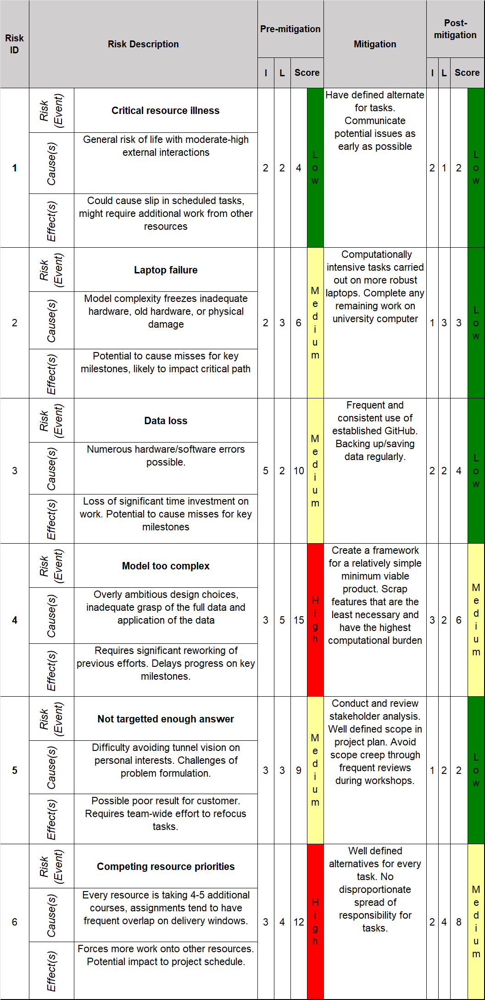 Risk
ID
Risk Description
Pre-mitigation
Mitigation
Post-
mitigation
I
L
Score
I
L
Score
1
Risk
(Event)
Critical resource illness
Cause(s)
General risk of life with moderate-high
external interactions
Effect(s)
Could cause slip in scheduled tasks,
might require additional work from other
resources
2
2
4
L
o
w
Have defined alternate
for tasks.
Communicate
potential issues as
early as possible
2
1
2
L
o
w
2
Risk
(Event)
Laptop failure
Cause(s)
Model complexity freezes inadequate
hardware, old hardware, or physical
damage
Effect(s)
Potential to cause misses for key
milestones, likely to impact critical path
2
3
6
M
e
d
i
u
m
Computationally
intensive tasks carried
out on more robust
laptops. Complete any
remaining work on
university computer
1
3
3
L
o
w
3
Risk
(Event)
Data loss
Cause(s)
Numerous hardware/software errors
possible.
Effect(s)
Loss of significant time investment on
work. Potential to cause misses for key
milestones
5
2
10
M
e
d
i
u
m
Frequent and
consistent use of
established GitHub.
Backing up/saving
data regularly.
2
2
4
L
o
w
4
Risk
(Event)
Model too complex
Cause(s)
Overly ambitious design choices,
inadequate grasp of the full data and
application of the data
Effect(s)
Requires significant reworking of
previous efforts. Delays progress on key
milestones.
3
5
15
H
i
g
h
Create a framework
for a relatively simple
minimum viable
product. Scrap
features that are the
least necessary and
have the highest
computational burden
3
2
6
M
e
d
i
u
m
5
Risk
(Event)
Not targetted enough answer
Cause(s)
Difficulty avoiding tunnel vision on
personal interests. Challenges of
problem formulation.
Effect(s)
Possible poor result for customer.
Requires team-wide effort to refocus
tasks.
3
3
9
M
e
d
i
u
m
Conduct and review
stakeholder analysis.
Well defined scope in
project plan. Avoid
scope creep through
frequent reviews
during workshops.
1
2
2
L
o
w
6
Risk
(Event)
Competing resource priorities
Cause(s)
Every resource is taking 4-5 additional
courses, assignments tend to have
frequent overlap on delivery windows.
Effect(s)
Forces more work onto other resources.
Potential impact to project schedule.
3
4
12
H
i
g
h
Well defined
alternatives for every
task. No
disproportionate
spread of
responsibility for
tasks.
2
4
8
M
e
d
i
u
m